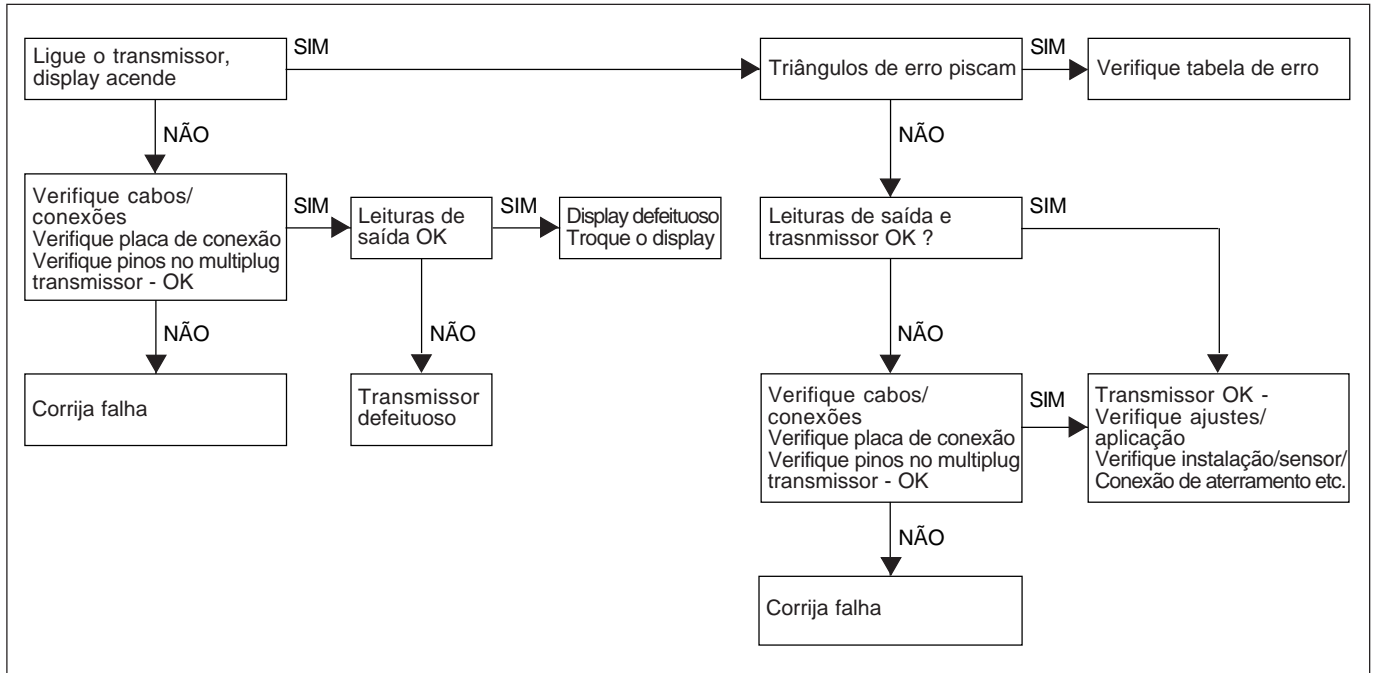 Ligue o transmissor,
display acende
SIM
Triângulos de erro piscam
SIM
Verifique tabela de erro
NÃO
NÃO
Verifique cabos/
conexões
Verifique placa de conexão
Verifique pinos no multiplug
transmissor - OK
SIM
Leituras de
saída OK
SIM
Display defeituoso
Troque o display
Leituras de saída e
trasnmissor OK ?
SIM
NÃO
NÃO
NÃO
Corrija falha
Transmissor
defeituoso
Verifique cabos/
conexões
Verifique placa de conexão
Verifique pinos no multiplug
transmissor - OK
SIM
Transmissor OK -
Verifique ajustes/
aplicação
Verifique instalação/sensor/
Conexão de aterramento etc.
NÃO
Corrija falha